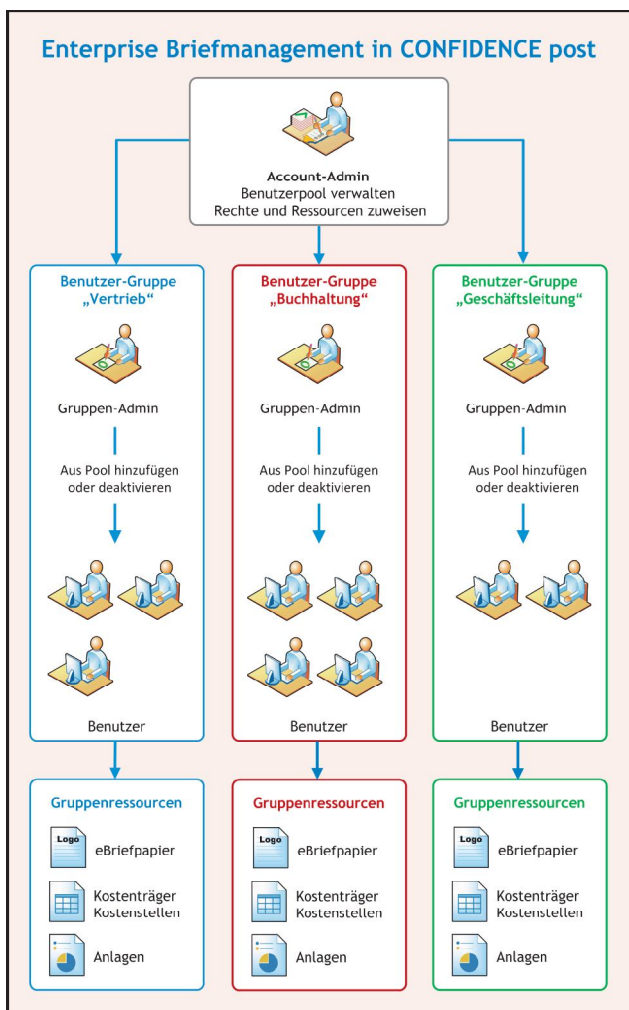 Enterprise Briefmanagement in CONFIDENCE post
Account-Admin
Benutzerpool verwalten
Rechte und Ressourcen zuweisen
Benutzer-Gruppe
„Vertrieb“
Gruppen-Admin
Aus Pool hinzufügen
oder deaktivieren
Benutzer
Gruppenressourcen
Logo
eBriefpapier
Kostenträger
Kostenstellen
Anlagen
Benutzer-Gruppe
„Buchhaltung“
Gruppen-Admin
Aus Pool hinzufügen
oder deaktivieren
Benutzer
Gruppenressourcen
Logo
eBriefpapier
Kostenträger
Kostenstellen
Anlagen
Benutzer-Gruppe
„Geschäftsleitung“
Gruppen-Admin
Aus Pool hinzufügen
oder deaktivieren
Benutzer
Gruppenressourcen
Logo
eBriefpapier
Kostenträger
Kostenstellen
Anlagen